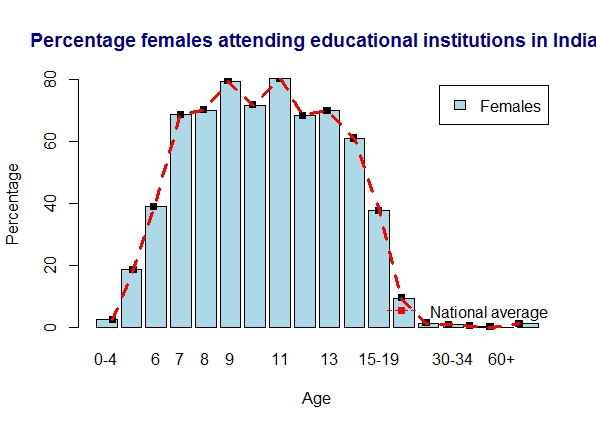 Percentage females attending educational institutions in India
Females
Percentage
80
60
40
20
0
National average
0-4 6 7 8 9 11 13 15-19 30-34 60+
Age